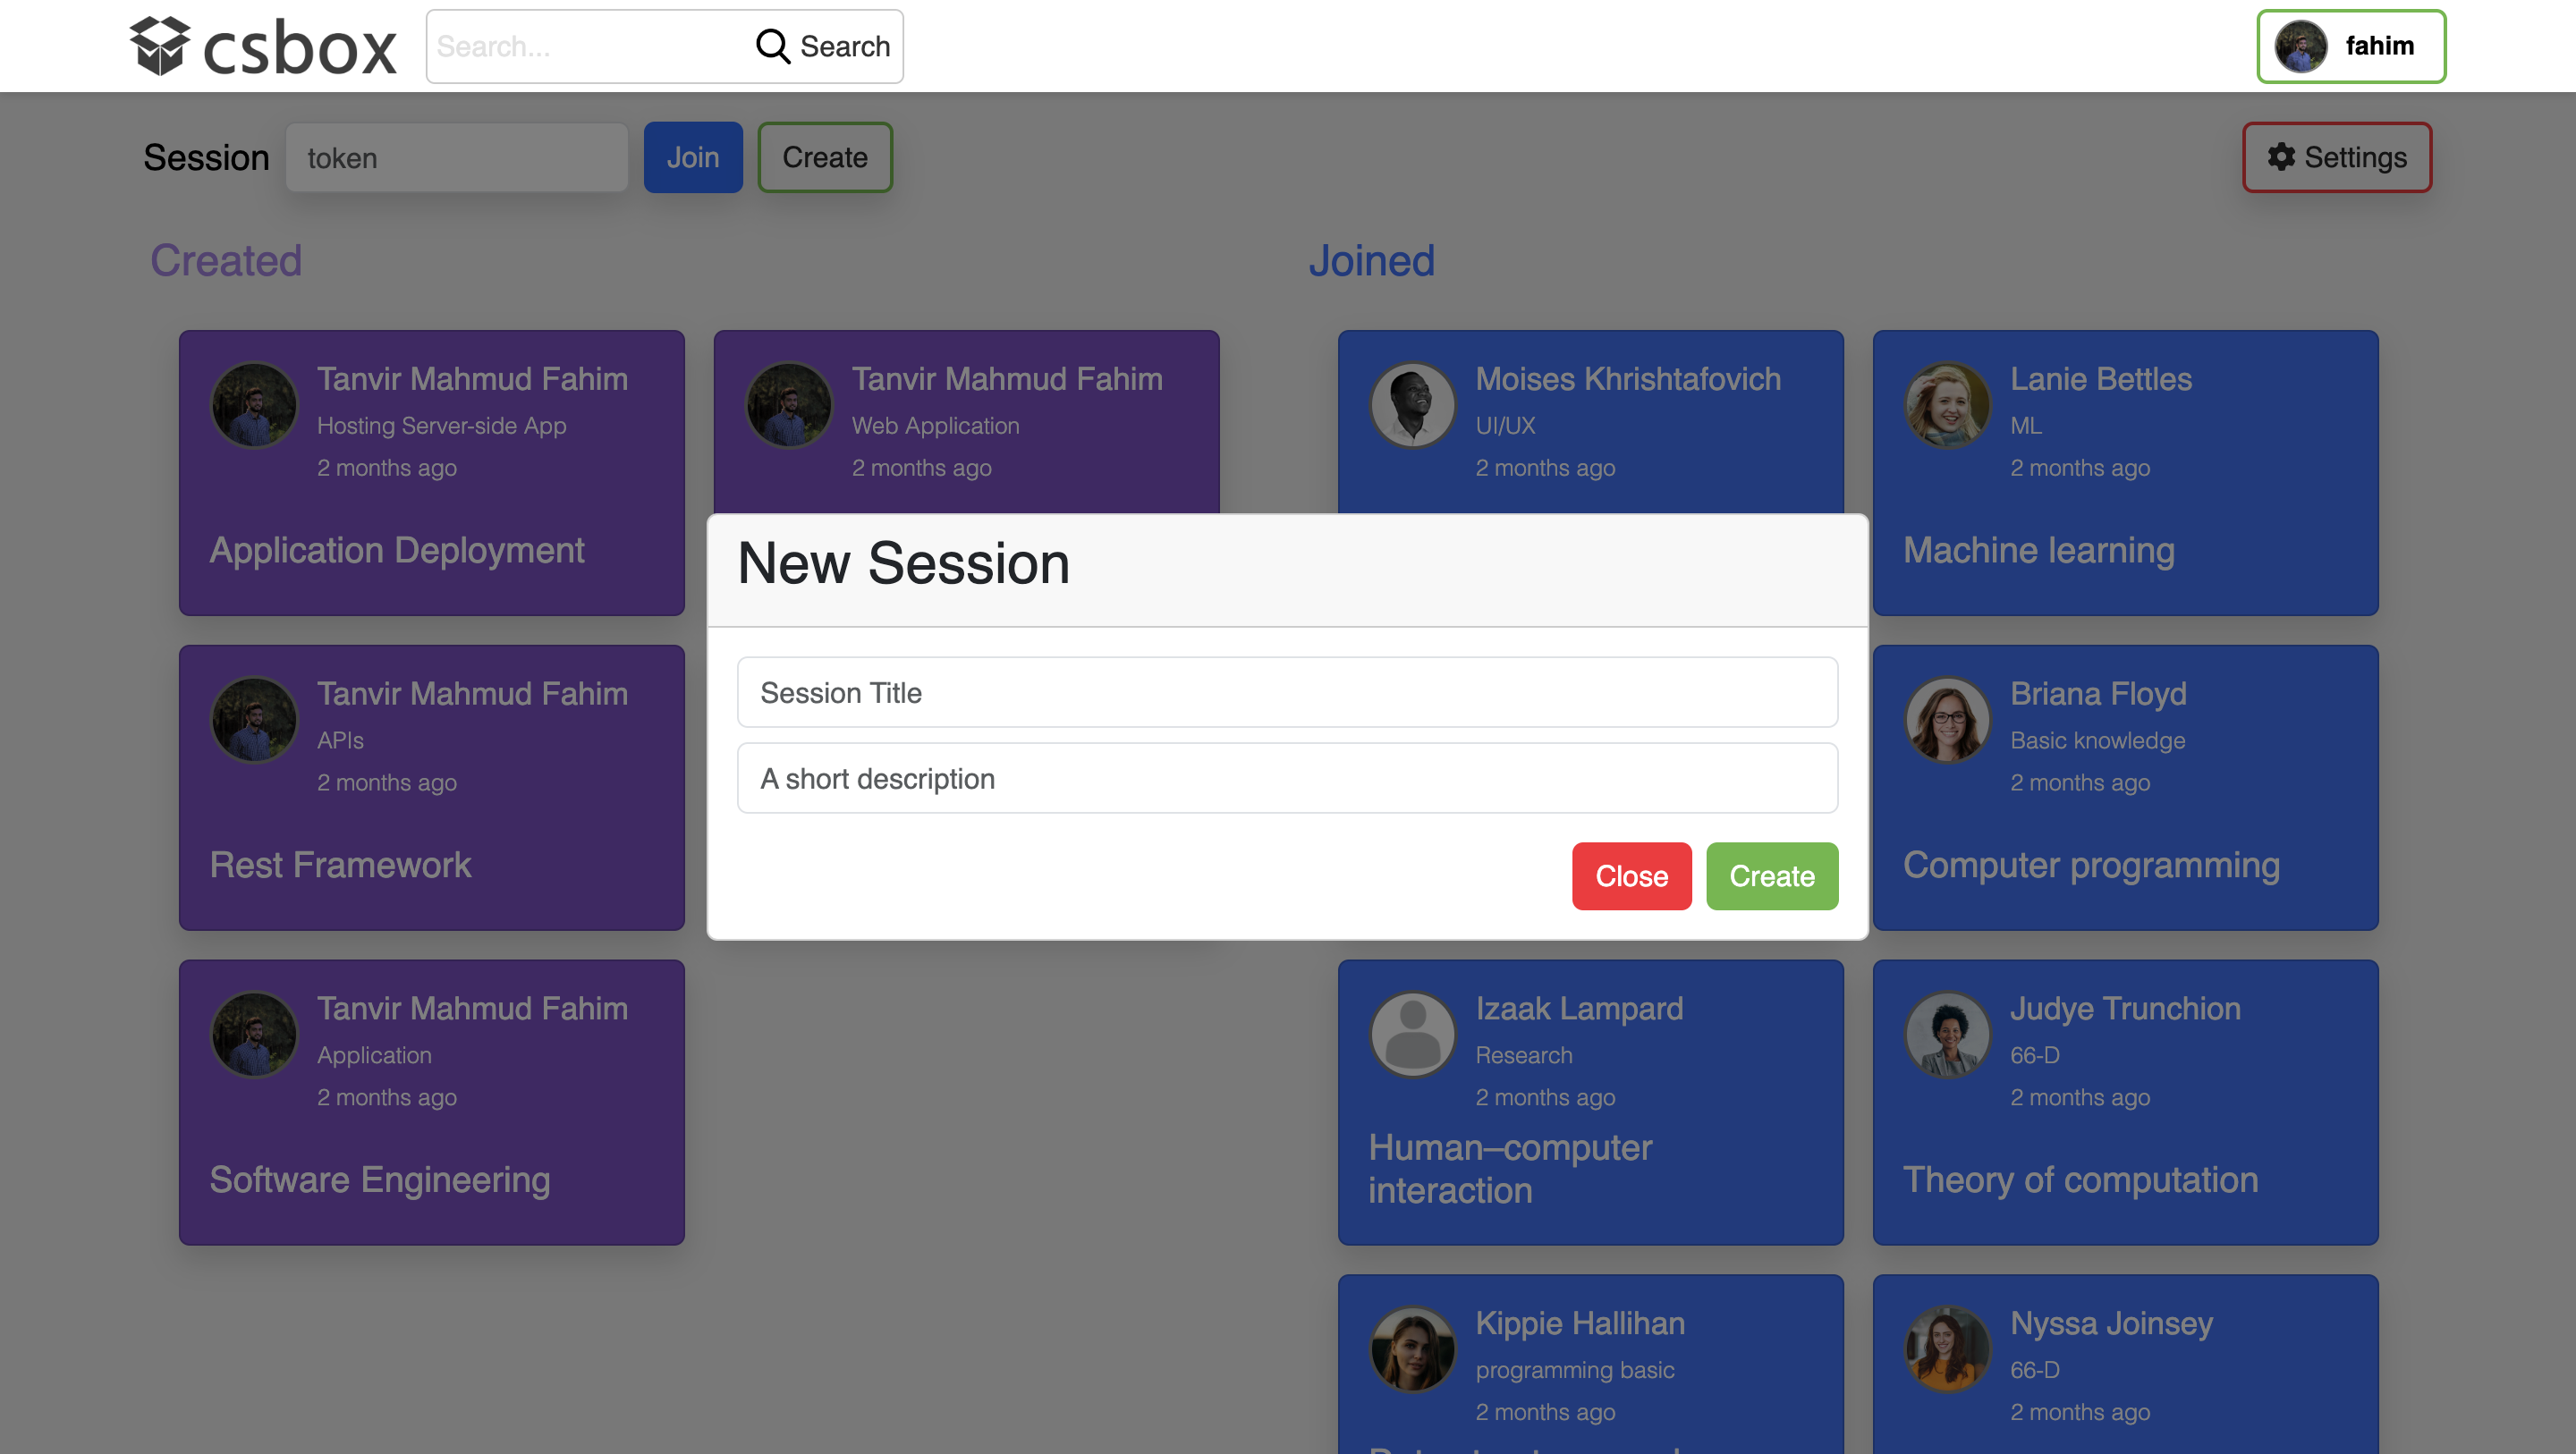 csbox
Search...
Search
fahim
Session
token
Join
Create
Settings
Created
Joined
Tanvir Mahmud Fahim
Hosting Server-side App
2 months ago
Application Deployment
Tanvir Mahmud Fahim
Web Application
2 months ago
Moises Khrishtafovich
UI/UX
2 months ago
Lanie Bettles
ML
2 months ago
Machine learning
New Session
Session Title
A short description
Close
Create
Tanvir Mahmud Fahim
APIs
2 months ago
Rest Framework
Briana Floyd
Basic knowledge
2 months ago
Computer programming
Tanvir Mahmud Fahim
Application
2 months ago
Software Engineering
Izaak Lampard
Research
2 months ago
Human–computer
interaction
Judye Trunchion
66-D
2 months ago
Theory of computation
Kippie Hallihan
programming basic
2 months ago
Nyssa Joinsey
66-D
2 months ago